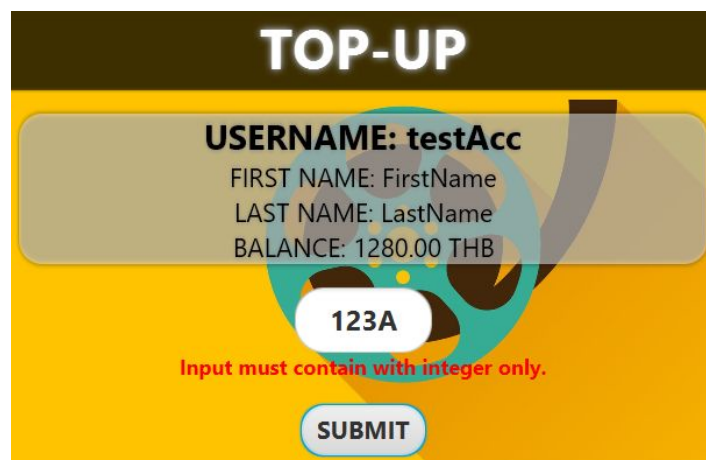 TOP-UP
USERNAME: testAcc
FIRST NAME: FirstName
LAST NAME: LastName
BALANCE: 1280.00 THB
123A
Input must contain with integer only.
SUBMIT